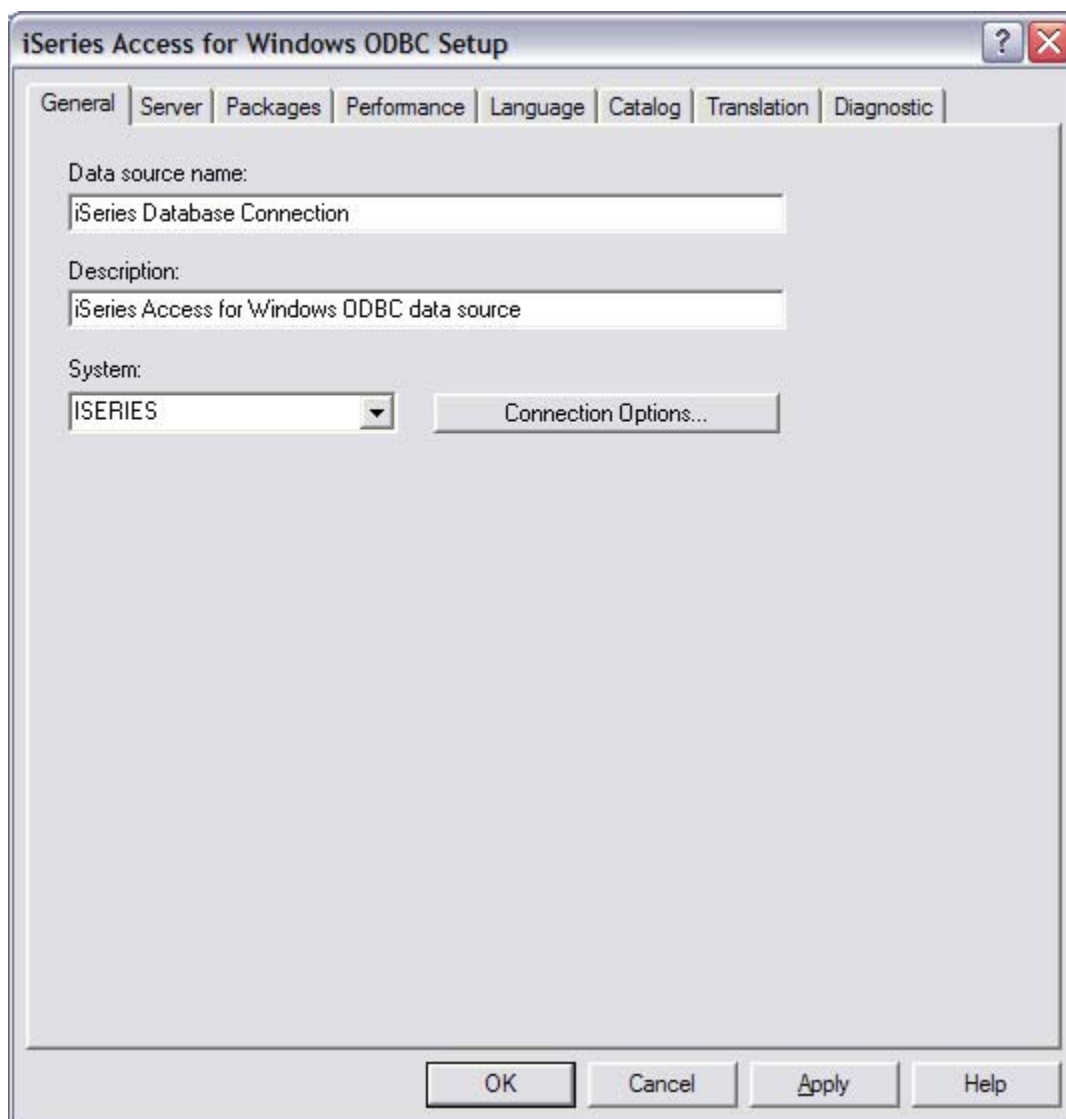 iSeries Access for Windows ODBC Setup
General Server Packages Performance Language Catalog Translation Diagnostic
Data source name:
iSeries Database Connection
Description:
iSeries Access for Windows ODBC data source
System:
ISERIES Connection Options...
OK Cancel Apply Help